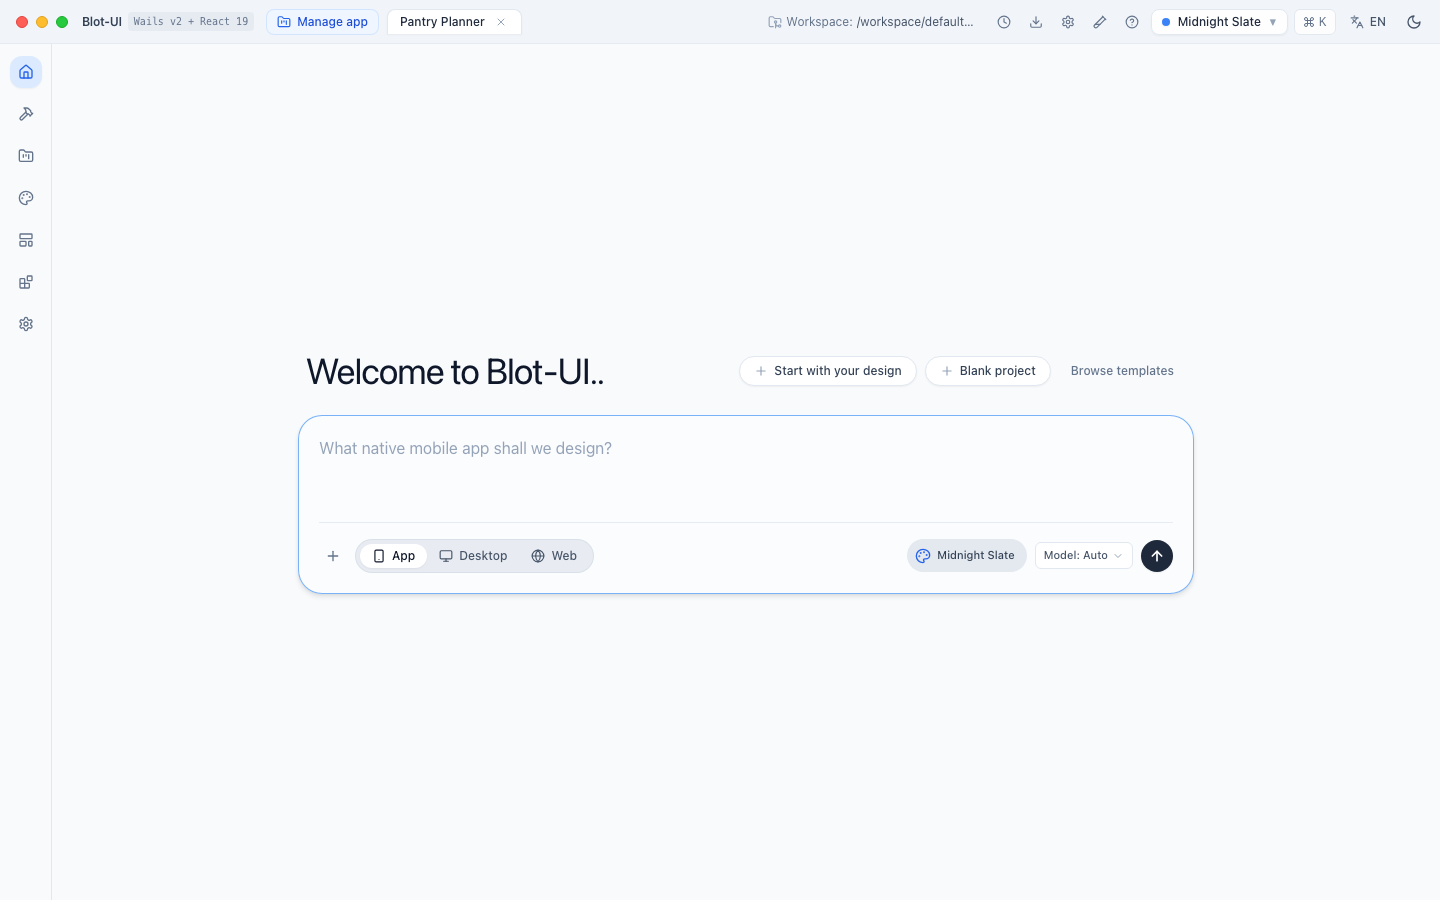 Blot-UI Wails v2 + React 19 Manage app Pantry Planner Workspace: /workspace/default... Midnight Slate ⌘ K EN
Welcome to Blot-UI.. Start with your design Blank project Browse templates
What native mobile app shall we design?
App Desktop Web Midnight Slate Model: Auto